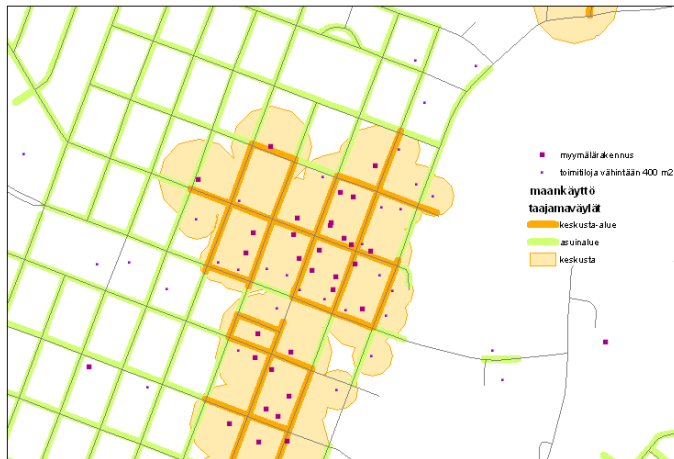 myymälärakennus
toimitiloja vähintään 400 m2
maankäyttö
taajamaväylät
keskusta-alue
asuinalue
keskusta